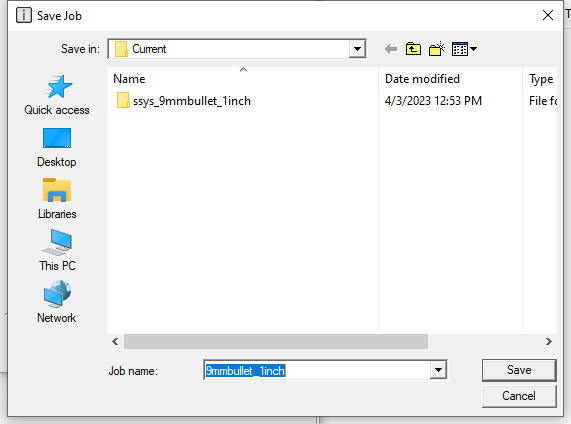 Save Job
Save in: Current
Name Date modified Type
ssys_9mmbullet_1inch 4/3/2023 12:53 PM File fo
Quick access
Desktop
Libraries
This PC
Network
Job name: 9mmbullet_1inch Save
Cancel